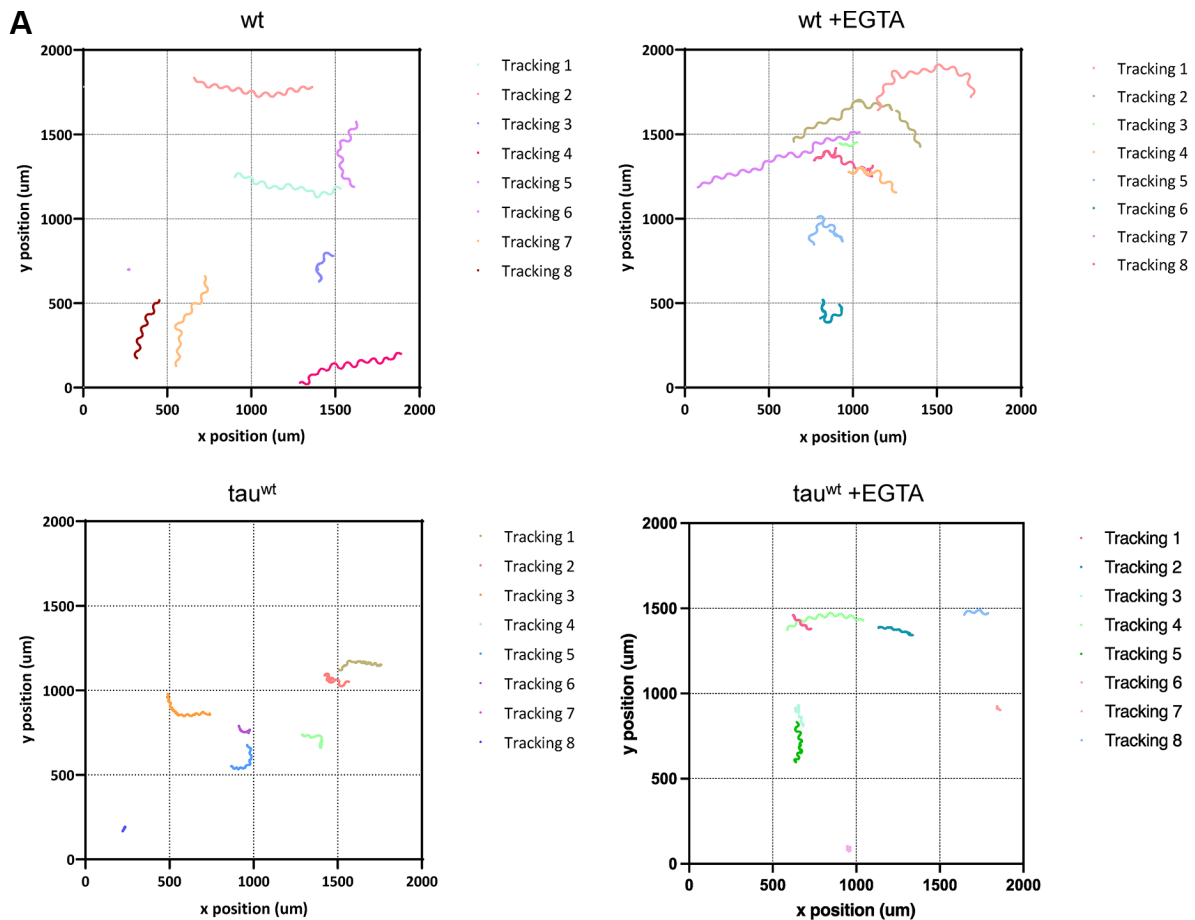 A
wt
2000
1500
1000
500
0
0 500 1000 1500 2000
y position (um)
x position (um)
Tracking 1
Tracking 2
Tracking 3
Tracking 4
Tracking 5
Tracking 6
Tracking 7
Tracking 8
wt +EGTA
2000
1500
1000
500
0
0 500 1000 1500 2000
y position (um)
x position (um)
Tracking 1
Tracking 2
Tracking 3
Tracking 4
Tracking 5
Tracking 6
Tracking 7
Tracking 8
tauwt
2000
1500
1000
500
0
0 500 1000 1500 2000
y position (um)
x position (um)
Tracking 1
Tracking 2
Tracking 3
Tracking 4
Tracking 5
Tracking 6
Tracking 7
Tracking 8
tauwt +EGTA
2000
1500
1000
500
0
0 500 1000 1500 2000
y position (um)
x position (um)
Tracking 1
Tracking 2
Tracking 3
Tracking 4
Tracking 5
Tracking 6
Tracking 7
Tracking 8